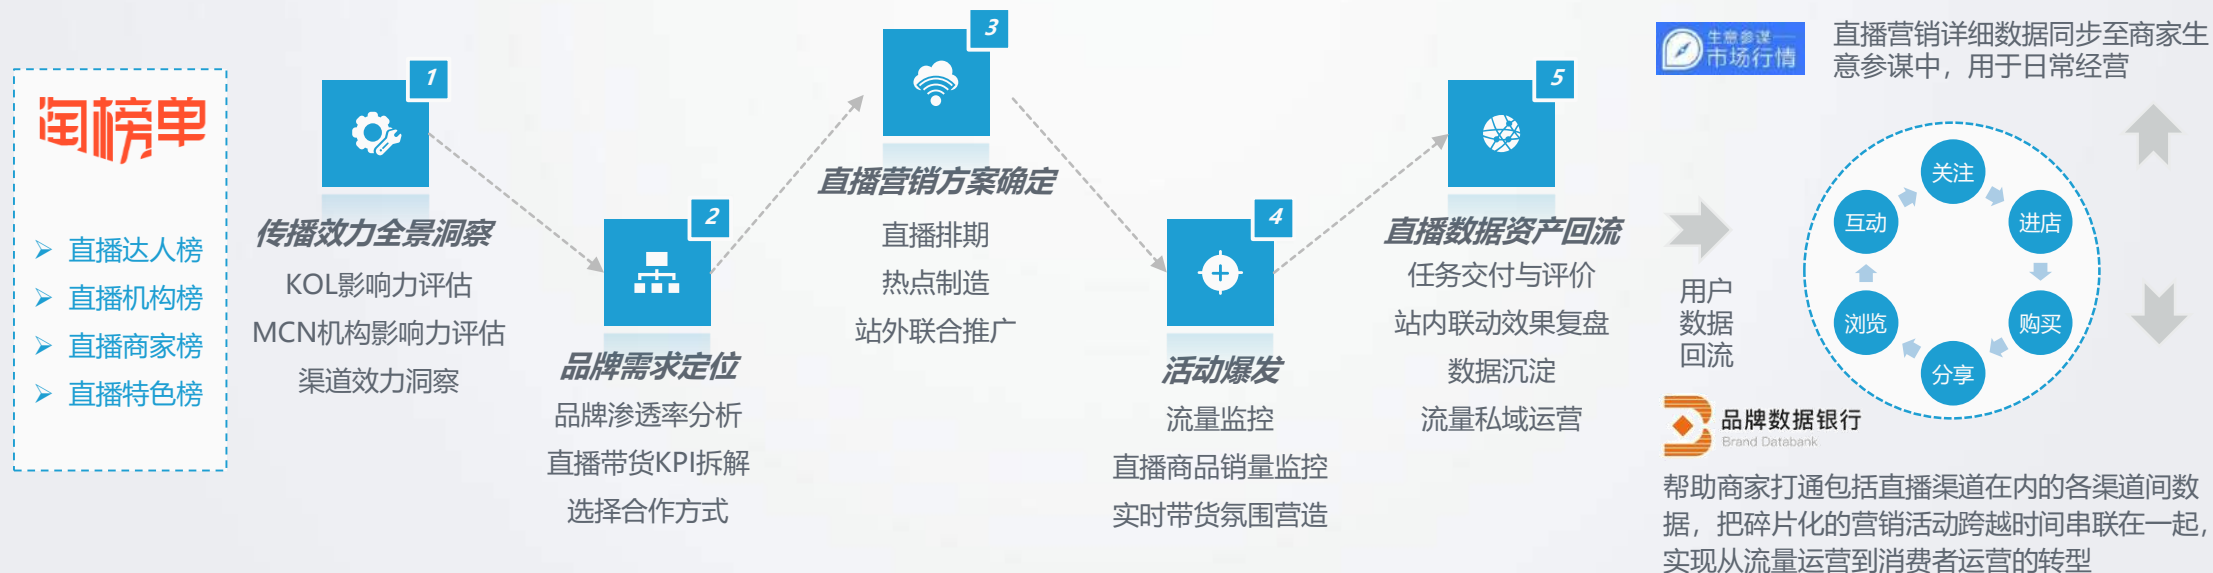 淘榜单
直播达人榜
直播机构榜
直播商家榜
直播特色榜
1
传播效力全景洞察
KOL影响力评估
MCN机构影响力评估
渠道效力洞察
2
品牌需求定位
品牌渗透率分析
直播带货KPI拆解
选择合作方式
3
直播营销方案确定
直播排期
热点制造
站外联合推广
4
活动爆发
流量监控
直播商品销量监控
实时带货氛围营造
5
直播数据资产回流
任务交付与评价
站内联动效果复盘
数据沉淀
流量私域运营
用户
数据
回流
生意参谋
市场行情
直播营销详细数据同步至商家生
意参谋中，用于日常经营
关注
进店
购买
分享
浏览
互动
品牌数据银行
Brand Databank
帮助商家打通包括直播渠道在内的各渠道间数
据，把碎片化的营销活动跨越时间串联在一起，
实现从流量运营到消费者运营的转型